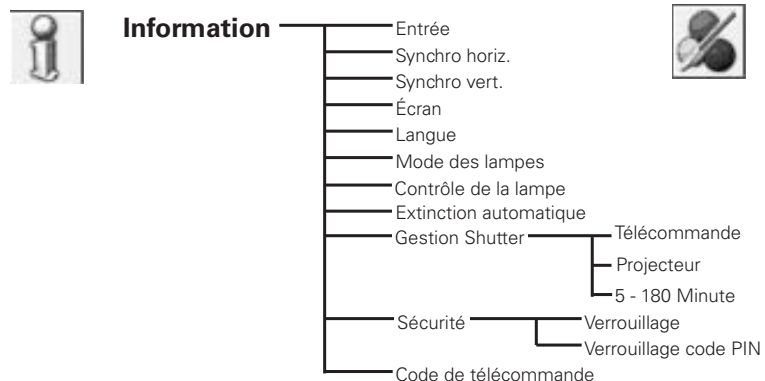 Information
Entrée
Synchro horiz.
Synchro vert.
Écran
Langue
Mode des lampes
Contrôle de la lampe
Extinction automatique
Gestion Shutter
Télécommande
Projecteur
5 - 180 Minute
Sécurité
Verrouillage
Verrouillage code PIN
Code de télécommande